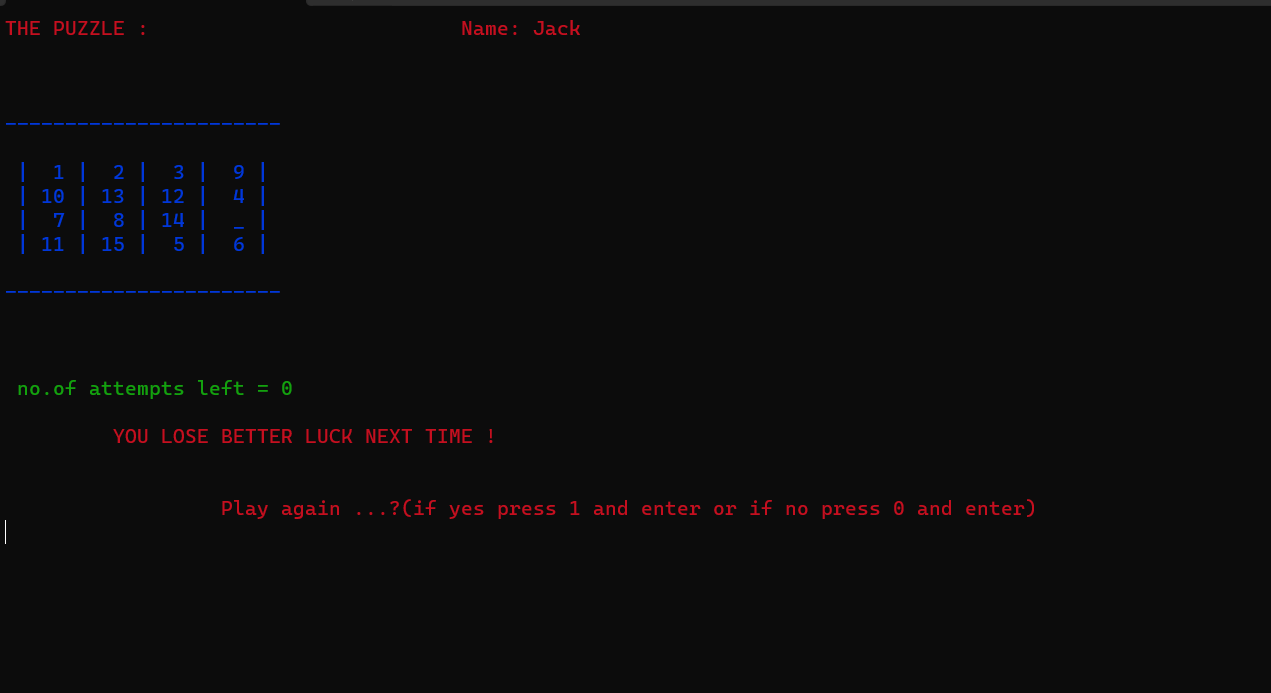 THE PUZZLE : Name: Jack
-----------------------
| 1 | 2 | 3 | 9 |
| 10 | 13 | 12 | 4 |
| 7 | 8 | 14 | _ |
| 11 | 15 | 5 | 6 |
-----------------------
no.of attempts left = 0
YOU LOSE BETTER LUCK NEXT TIME !
Play again ...?(if yes press 1 and enter or if no press 0 and enter)